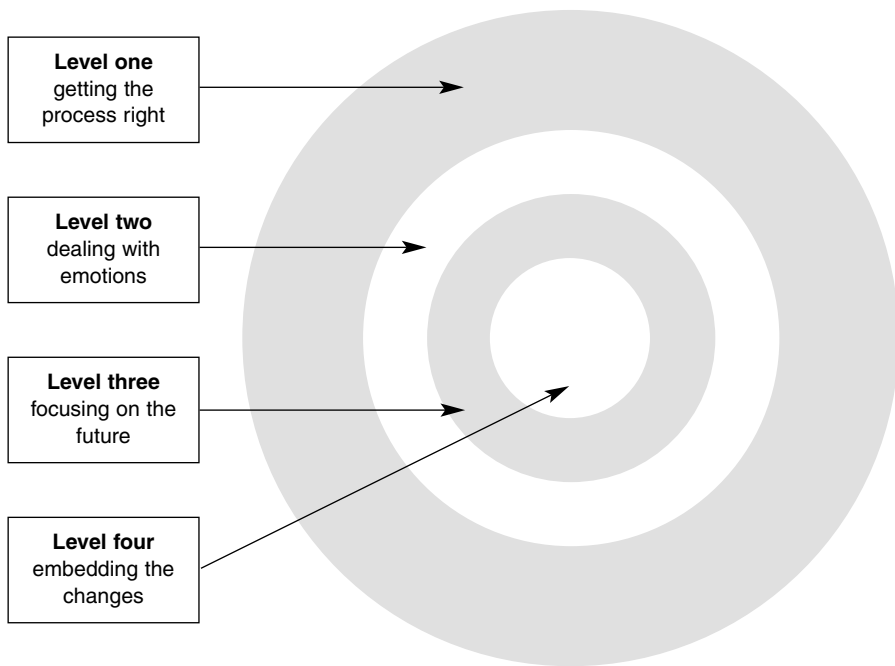 Level one
getting the
process right
Level two
dealing with
emotions
Level three
focusing on the
future
Level four
embedding the
changes